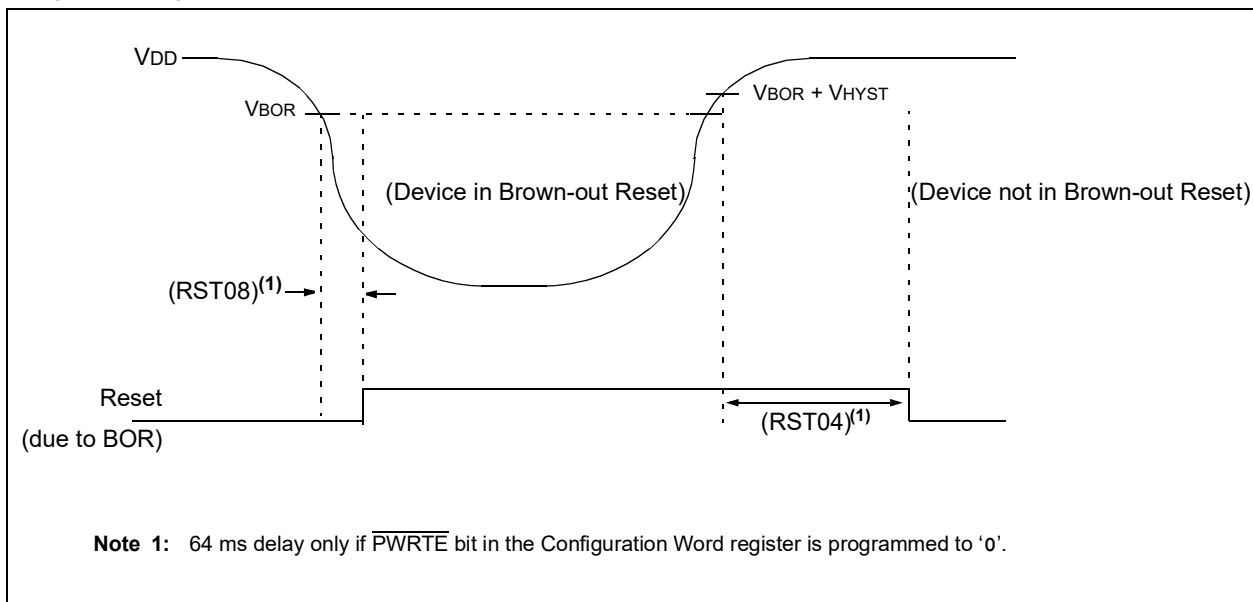 VDD
VBOR
VBOR + VHYST
(Device in Brown-out Reset)
(Device not in Brown-out Reset)
(RST08)(1)
Reset
(due to BOR)
(RST04)(1)
Note 1: 64 ms delay only if PWRTE bit in the Configuration Word register is programmed to ‘0’.